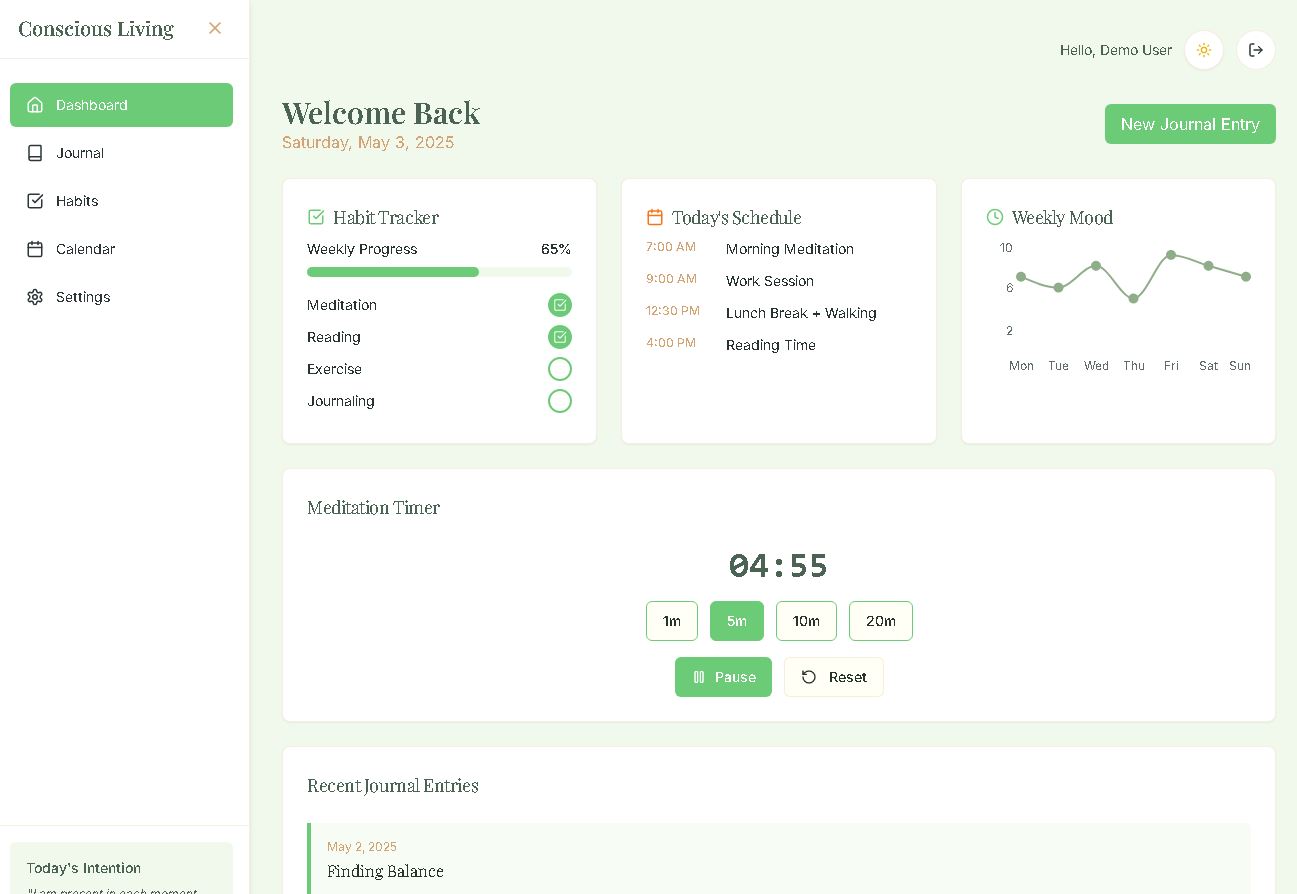 Conscious Living
Dashboard
Journal
Habits
Calendar
Settings
Today's Intention
"I am present in each moment,
Hello, Demo User
Welcome Back
Saturday, May 3, 2025
New Journal Entry
Habit Tracker
Weekly Progress 65%
Meditation
Reading
Exercise
Journaling
Today's Schedule
7:00 AM Morning Meditation
9:00 AM Work Session
12:30 PM Lunch Break + Walking
4:00 PM Reading Time
Weekly Mood
10
6
2
Mon Tue Wed Thu Fri Sat Sun
Meditation Timer
04:55
1m 5m 10m 20m
Pause Reset
Recent Journal Entries
May 2, 2025
Finding Balance